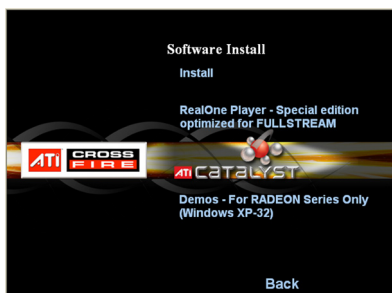 Software Install
Install
RealOne Player - Special edition
optimized for FULLSTREAM
ATI CROSS
FIRE
ATI CATALYST
Demos - For RADEON Series Only
(Windows XP-32)
Back